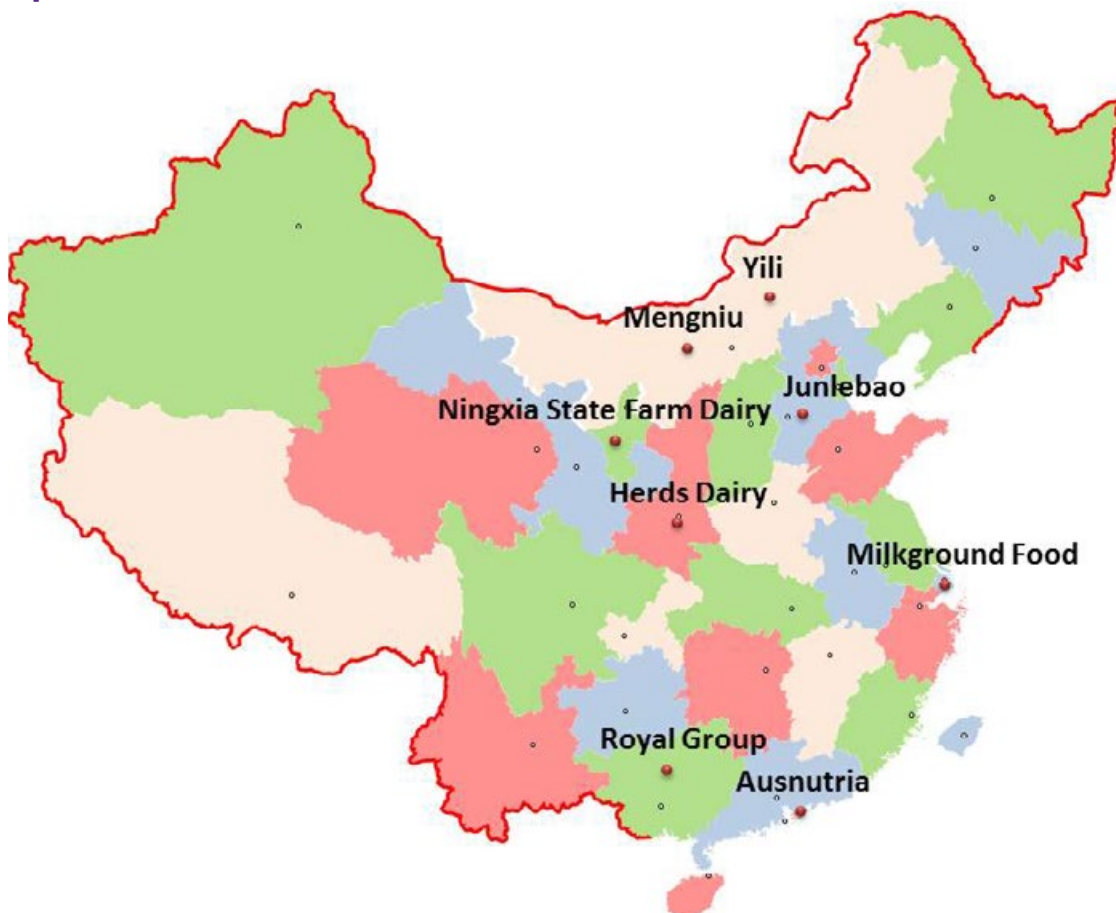 Yili
Mengniu
Junlebao
Ningxia State Farm Dairy
Herds Dairy
Milkground Food
Royal Group
Ausnutria